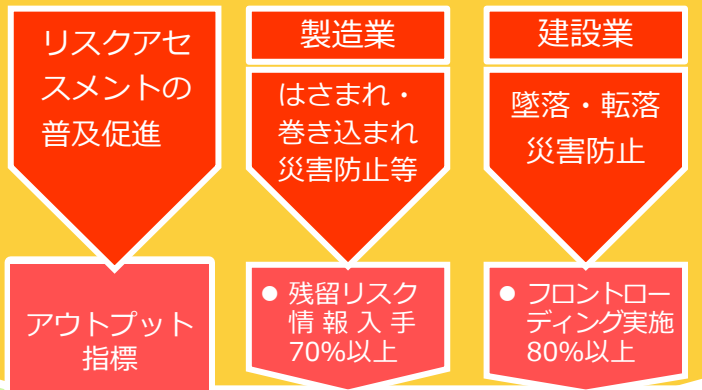 リスクアセ
スメントの
普及促進
製造業
はさまれ・
巻き込まれ
災害防止等
建設業
墜落・転落
災害防止
アウトプット
指標
● 残留リスク
情報入手
70%以上
● フロントロー
ディング実施
80%以上